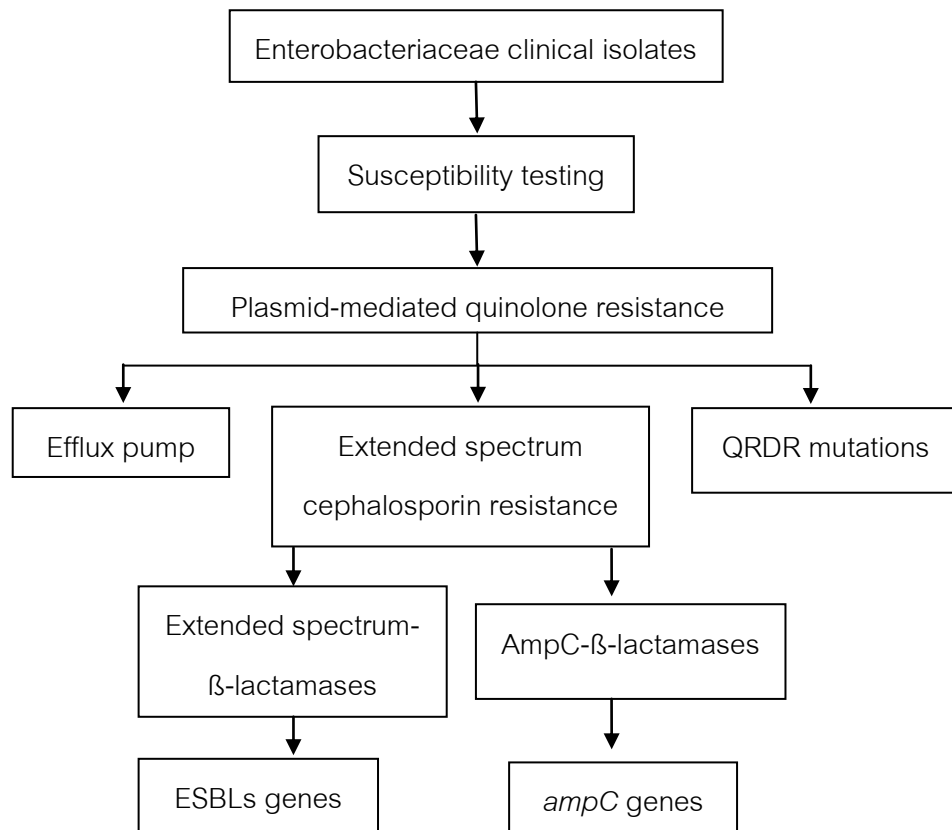 Enterobacteriaceae clinical isolates
Susceptibility testing
Plasmid-mediated quinolone resistance
Efflux pump
Extended spectrum
cephalosporin resistance
QRDR mutations
Extended spectrum-
ß-lactamases
AmpC-ß-lactamases
ESBLs genes
ampC genes